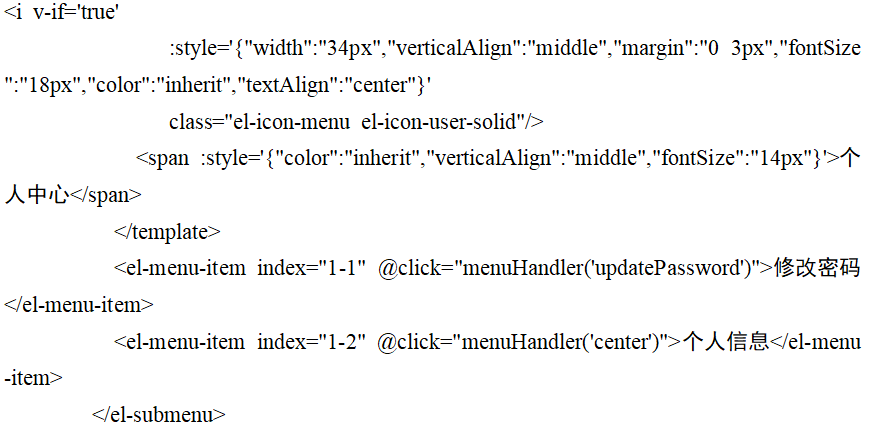 <i v-if='true'
:style='{"width":"34px","verticalAlign":"middle","margin":"0 3px","fontSize
":"18px","color":"inherit","textAlign":"center"}'
class="el-icon-menu el-icon-user-solid"/>
<span :style='{"color":"inherit","verticalAlign":"middle","fontSize":"14px"}'>个
人中心</span>
</template>
<el-menu-item index="1-1" @click="menuHandler('updatePassword')">修改密码
</el-menu-item>
<el-menu-item index="1-2" @click="menuHandler('center')">个人信息</el-menu
-item>
</el-submenu>